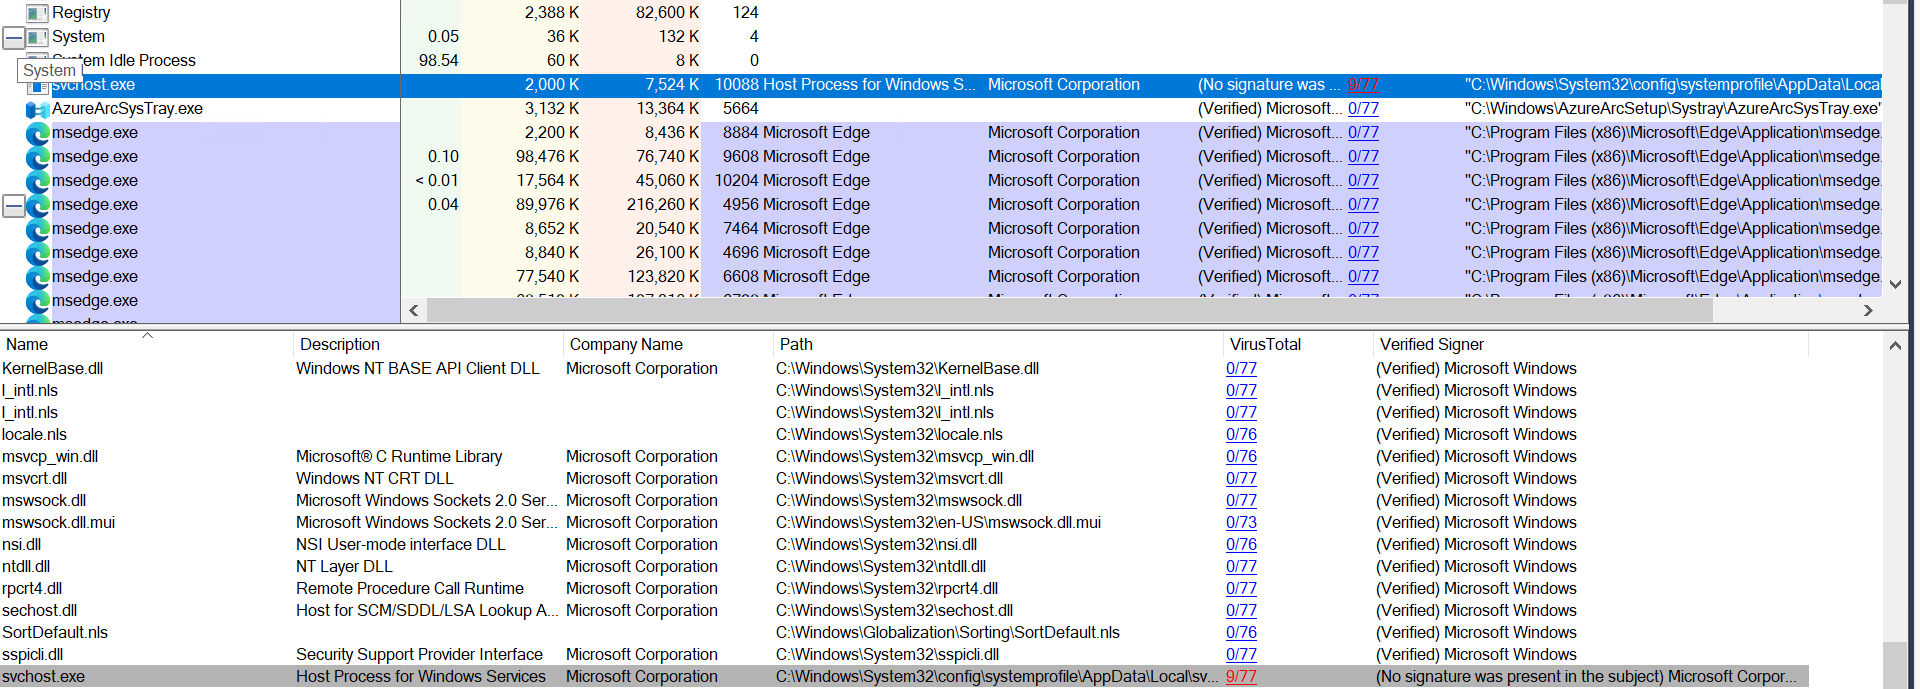 Registry 2,388 K 82,600 K 124
System 0.05 36 K 132 K 4
System Idle Process 98.54 60 K 8 K 0
System
svchost.exe 2,000 K 7,524 K 10088 Host Process for Windows S... Microsoft Corporation (No signature was ... 9/77 "C:\Windows\System32\config\systemprofile\AppData\Local
AzureArcSysTray.exe 3,132 K 13,364 K 5664 (Verified) Microsoft... 0/77 "C:\Windows\AzureArcSetup\Systray\AzureArcSysTray.exe"
msedge.exe 2,200 K 8,436 K 8884 Microsoft Edge Microsoft Corporation (Verified) Microsoft... 0/77 "C:\Program Files (x86)\Microsoft\Edge\Application\msedge.
msedge.exe 0.10 98,476 K 76,740 K 9608 Microsoft Edge Microsoft Corporation (Verified) Microsoft... 0/77 "C:\Program Files (x86)\Microsoft\Edge\Application\msedge.
msedge.exe < 0.01 17,564 K 45,060 K 10204 Microsoft Edge Microsoft Corporation (Verified) Microsoft... 0/77 "C:\Program Files (x86)\Microsoft\Edge\Application\msedge.
msedge.exe 0.04 89,976 K 216,260 K 4956 Microsoft Edge Microsoft Corporation (Verified) Microsoft... 0/77 "C:\Program Files (x86)\Microsoft\Edge\Application\msedge.
msedge.exe 8,652 K 20,540 K 7464 Microsoft Edge Microsoft Corporation (Verified) Microsoft... 0/77 "C:\Program Files (x86)\Microsoft\Edge\Application\msedge.
msedge.exe 8,840 K 26,100 K 4696 Microsoft Edge Microsoft Corporation (Verified) Microsoft... 0/77 "C:\Program Files (x86)\Microsoft\Edge\Application\msedge.
msedge.exe 77,540 K 123,820 K 6608 Microsoft Edge Microsoft Corporation (Verified) Microsoft... 0/77 "C:\Program Files (x86)\Microsoft\Edge\Application\msedge.
msedge.exe
Name Description Company Name Path VirusTotal Verified Signer
KernelBase.dll Windows NT BASE API Client DLL Microsoft Corporation C:\Windows\System32\KernelBase.dll 0/77 (Verified) Microsoft Windows
l_intl.nls C:\Windows\System32\l_intl.nls 0/77 (Verified) Microsoft Windows
l_intl.nls C:\Windows\System32\l_intl.nls 0/77 (Verified) Microsoft Windows
locale.nls C:\Windows\System32\locale.nls 0/76 (Verified) Microsoft Windows
msvcp_win.dll Microsoft® C Runtime Library Microsoft Corporation C:\Windows\System32\msvcp_win.dll 0/76 (Verified) Microsoft Windows
msvcrt.dll Windows NT CRT DLL Microsoft Corporation C:\Windows\System32\msvcrt.dll 0/77 (Verified) Microsoft Windows
mswsock.dll Microsoft Windows Sockets 2.0 Ser... Microsoft Corporation C:\Windows\System32\mswsock.dll 0/77 (Verified) Microsoft Windows
mswsock.dll.mui Microsoft Windows Sockets 2.0 Ser... Microsoft Corporation C:\Windows\System32\en-US\mswsock.dll.mui 0/73 (Verified) Microsoft Windows
nsi.dll NSI User-mode interface DLL Microsoft Corporation C:\Windows\System32\nsi.dll 0/76 (Verified) Microsoft Windows
ntdll.dll NT Layer DLL Microsoft Corporation C:\Windows\System32\ntdll.dll 0/77 (Verified) Microsoft Windows
rpcrt4.dll Remote Procedure Call Runtime Microsoft Corporation C:\Windows\System32\rpcrt4.dll 0/77 (Verified) Microsoft Windows
sechost.dll Host for SCM/SDDL/LSA Lookup A... Microsoft Corporation C:\Windows\System32\sechost.dll 0/77 (Verified) Microsoft Windows
SortDefault.nls C:\Windows\Globalization\Sorting\SortDefault.nls 0/76 (Verified) Microsoft Windows
sspicli.dll Security Support Provider Interface Microsoft Corporation C:\Windows\System32\sspicli.dll 0/77 (Verified) Microsoft Windows
svchost.exe Host Process for Windows Services Microsoft Corporation C:\Windows\System32\config\systemprofile\AppData\Local\sv... 9/77 (No signature was present in the subject) Microsoft Corpor...